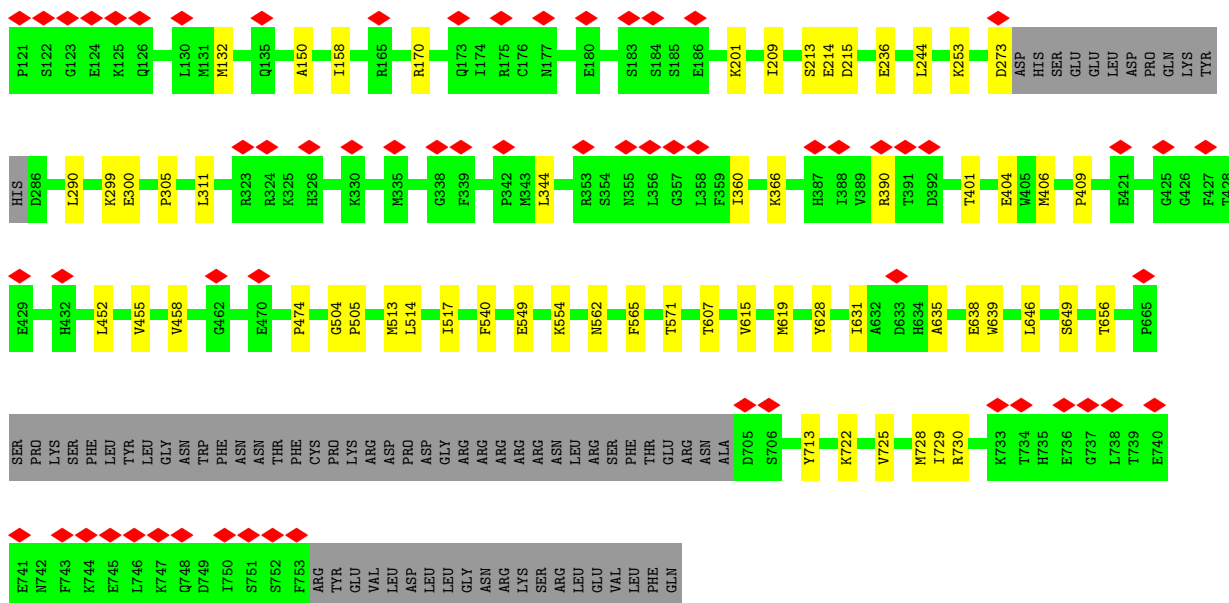 P121 S122 G123 E124 K125 Q126 L130 M131 M132 Q135 A150 I158 R165 R170 Q173 I174 R175 C176 N177 E180 S183 S184 S185 E186 K201 I209 S213 E214 D215 E236 L244 K253 D273 ASP HIS SER GLU GLU LEU ASP PRO GLN LYS TYR
HIS D286 L290 K299 E300 P305 L311 R323 R324 K325 H326 K330 M335 G338 F339 P342 M343 L344 R353 S354 N355 L356 G357 L358 F359 I360 K366 H387 I388 V389 R390 T391 D392 T401 E404 W405 M406 P409 E421 G425 G426 F427 T428
E429 H432 L452 V455 V458 G462 E470 P474 G504 P505 M513 L514 I517 F540 E549 K554 N562 F565 T571 T607 V615 M619 Y628 I631 A632 D633 H634 A635 E638 W639 L646 S649 T656 P665
SER PRO LYS SER PHE LEU TYR LEU GLY ASN TRP PHE ASN ASN THR PHE CYS PRO LYS ARG ASP PRO ASP GLY ARG ARG ARG ARG ARG ASN LEU ARG SER PHE THR GLU ARG ASN ALA D705 S706 Y713 K722 V725 M728 I729 R730 K733 T734 H735 E736 G737 L738 T739 E740
E741 N742 F743 K744 E745 L746 K747 Q748 D749 I750 S751 S752 F753 ARG TYR GLU VAL LEU ASP LEU LEU GLY ASN ARG LYS SER ARG LEU GLU VAL LEU PHE GLN